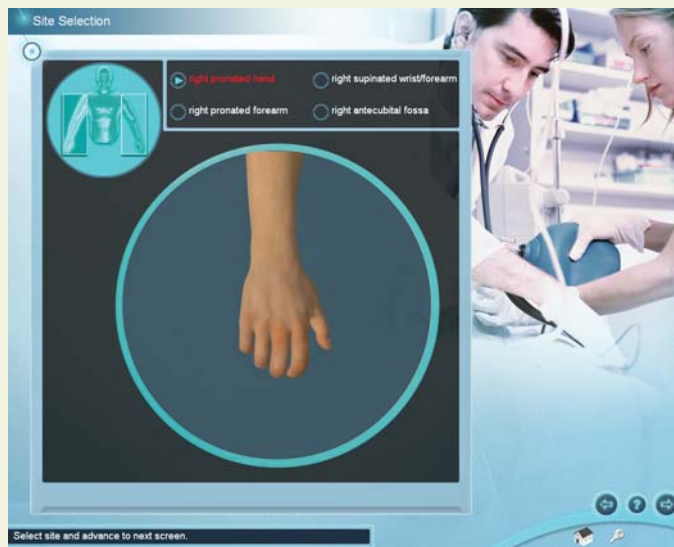 Site Selection
right pronated hand
right supinated wrist/forearm
right pronated forearm
right antecubital fossa
?
Select site and advance to next screen.